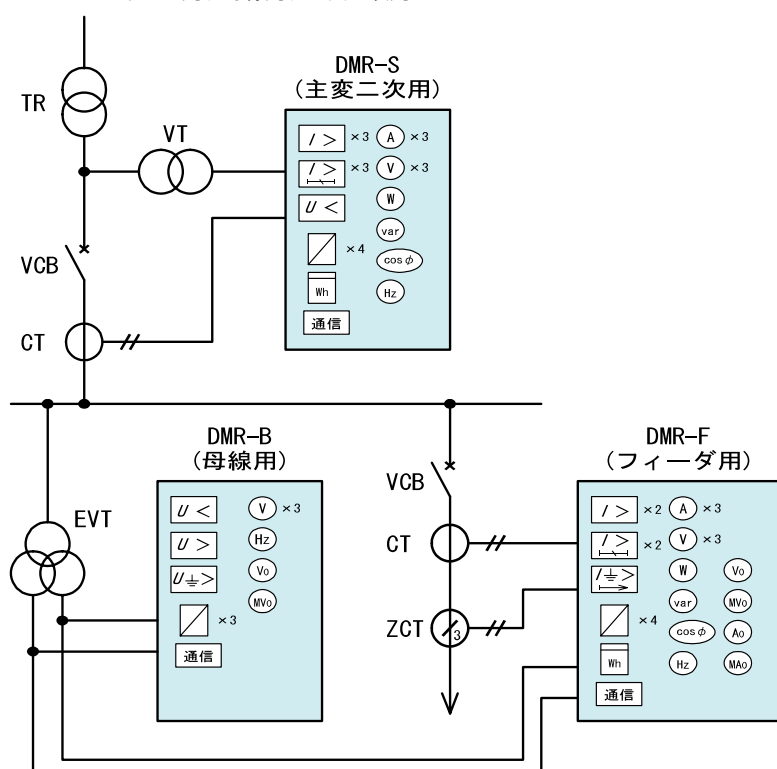 TR
VT
VCB
CT
DMR-S
(主変二次用)
I > ×3
A ×3
I > ×3
V ×3
U <
W
var
×4
cosφ
Wh
Hz
通信
EVT
DMR-B
(母線用)
U <
V ×3
U >
Hz
U⏚>
V0
MV0
×3
通信
VCB
CT
ZCT
3
DMR-F
(フィーダ用)
I > ×2
A ×3
I > ×2
V ×3
I⏚>
W
V0
var
MV0
×4
cosφ
A0
Wh
Hz
MA0
通信